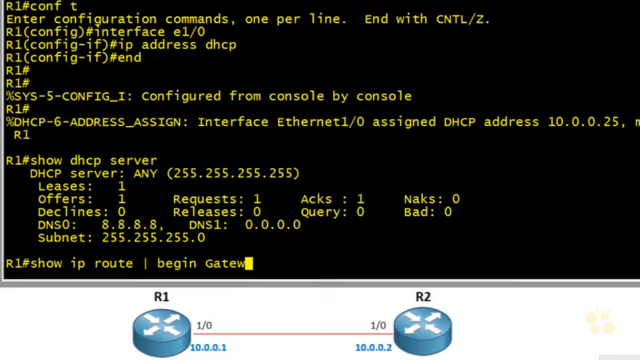 R1#conf t
Enter configuration commands, one per line.  End with CNTL/Z.
R1(config)#interface e1/0
R1(config-if)#ip address dhcp
R1(config-if)#end
R1#
R1#
%SYS-5-CONFIG_I: Configured from console by console
R1#
%DHCP-6-ADDRESS_ASSIGN: Interface Ethernet1/0 assigned DHCP address 10.0.0.25, m
R1
R1#show dhcp server
DHCP server: ANY (255.255.255.255)
Leases: 1
Offers: 1 Requests: 1 Acks : 1 Naks: 0
Declines: 0 Releases: 0 Query: 0 Bad: 0
DNS0: 8.8.8.8, DNS1: 0.0.0.0
Subnet: 255.255.255.0
R1#show ip route | begin Gatew
R1 R2
1/0 1/0
10.0.0.1 10.0.0.2